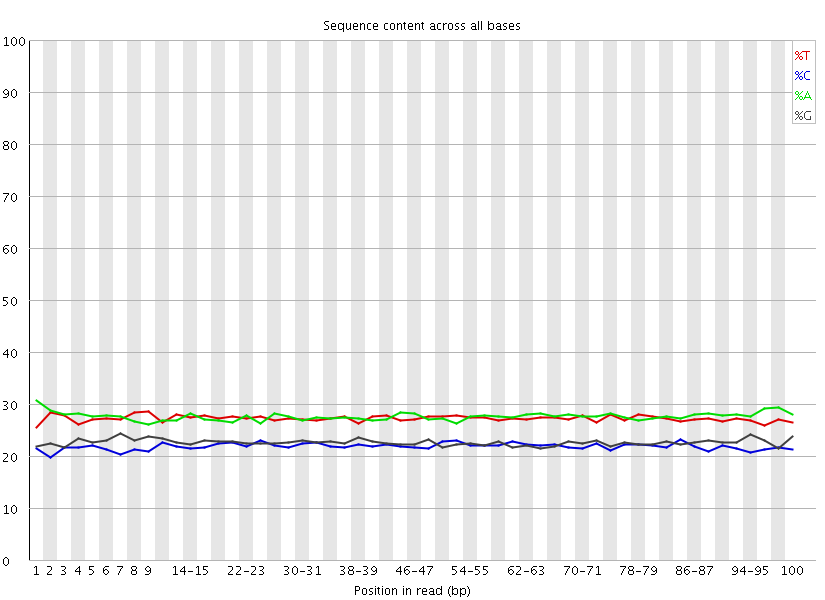 Sequence content across all bases
100
90
80
70
60
50
40
30
20
10
0
%T
%C
%A
%G
1 2 3 4 5 6 7 8 9 14-15 22-23 30-31 38-39 46-47 54-55 62-63 70-71 78-79 86-87 94-95 100
Position in read (bp)